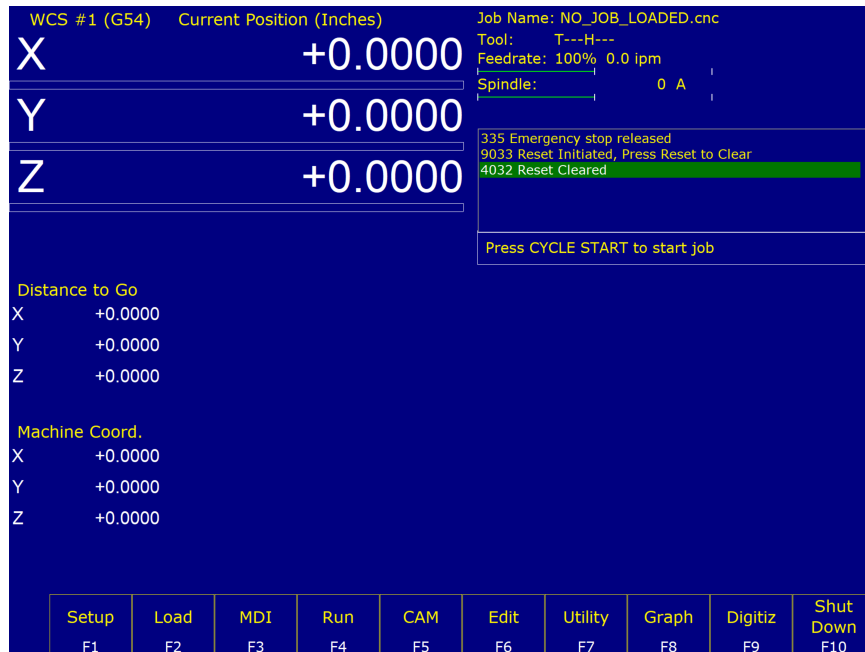 WCS #1 (G54) Current Position (Inches)
X +0.0000
Y +0.0000
Z +0.0000
Job Name: NO_JOB_LOADED.cnc
Tool: T---H---
Feedrate: 100% 0.0 ipm
Spindle: 0 A
335 Emergency stop released
9033 Reset Initiated, Press Reset to Clear
4032 Reset Cleared
Press CYCLE START to start job
Distance to Go
X +0.0000
Y +0.0000
Z +0.0000
Machine Coord.
X +0.0000
Y +0.0000
Z +0.0000
Setup Load MDI Run CAM Edit Utility Graph Digitiz Shut Down
F1 F2 F3 F4 F5 F6 F7 F8 F9 F10